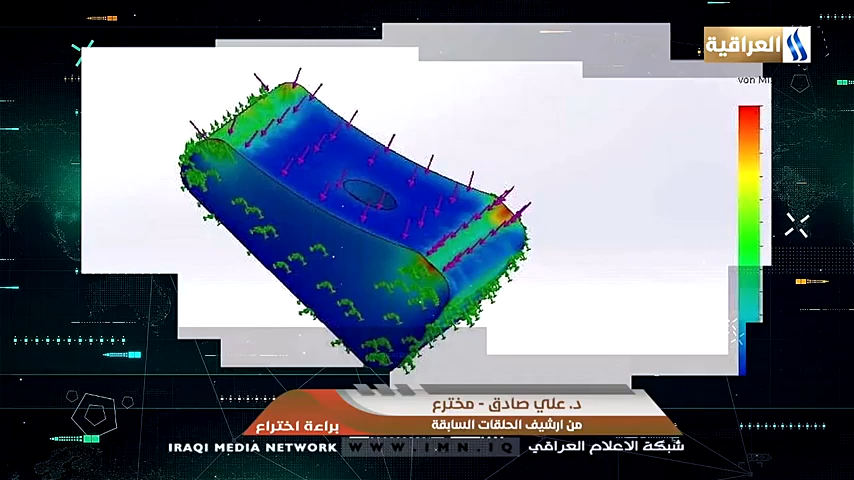 العراقية
von Mi
د. علي صادق - مخترع
براءة اختراع
من ارشيف الحلقات السابقة
IRAQI MEDIA NETWORK WWW.IMN.IQ شبكة الاعلام العراقي